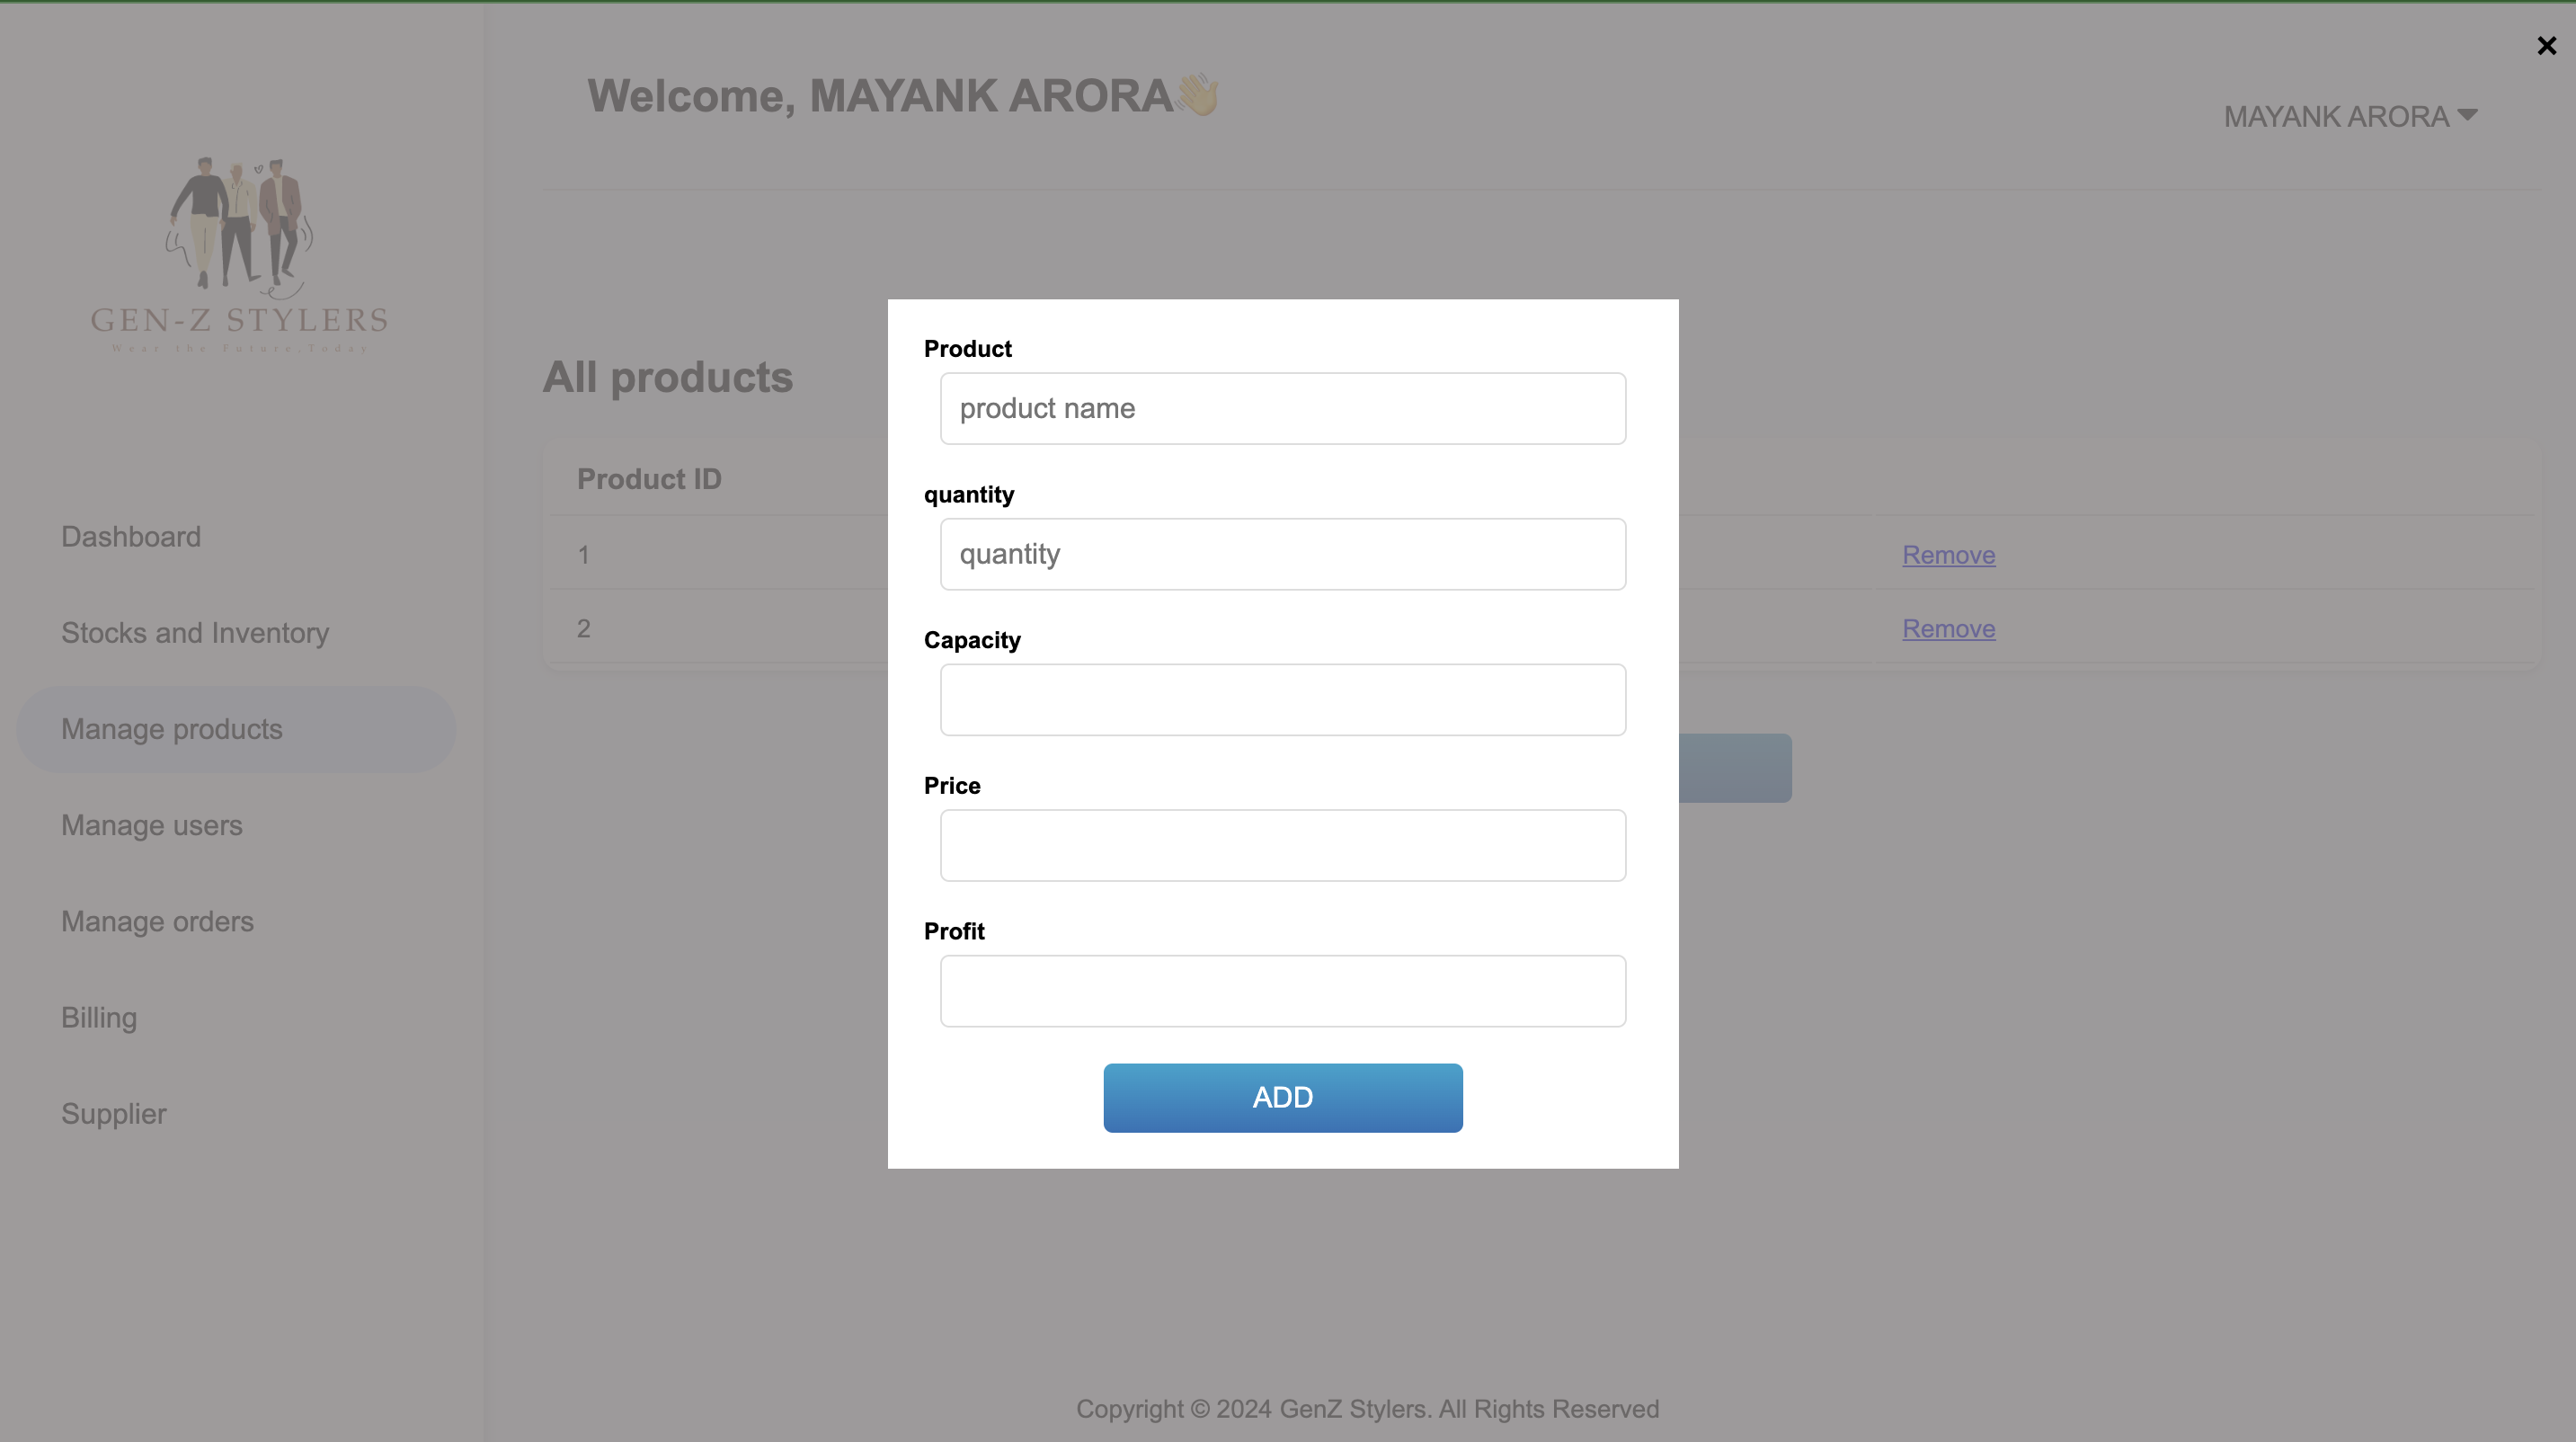 ×
Welcome, MAYANK ARORA👋
MAYANK ARORA
GEN-Z STYLERS
Wear the Future.Today
Dashboard
Stocks and Inventory
Manage products
Manage users
Manage orders
Billing
Supplier
All products
Product ID
1
Remove
2
Remove
Product
product name
quantity
quantity
Capacity
Price
Profit
ADD
Copyright © 2024 GenZ Stylers. All Rights Reserved